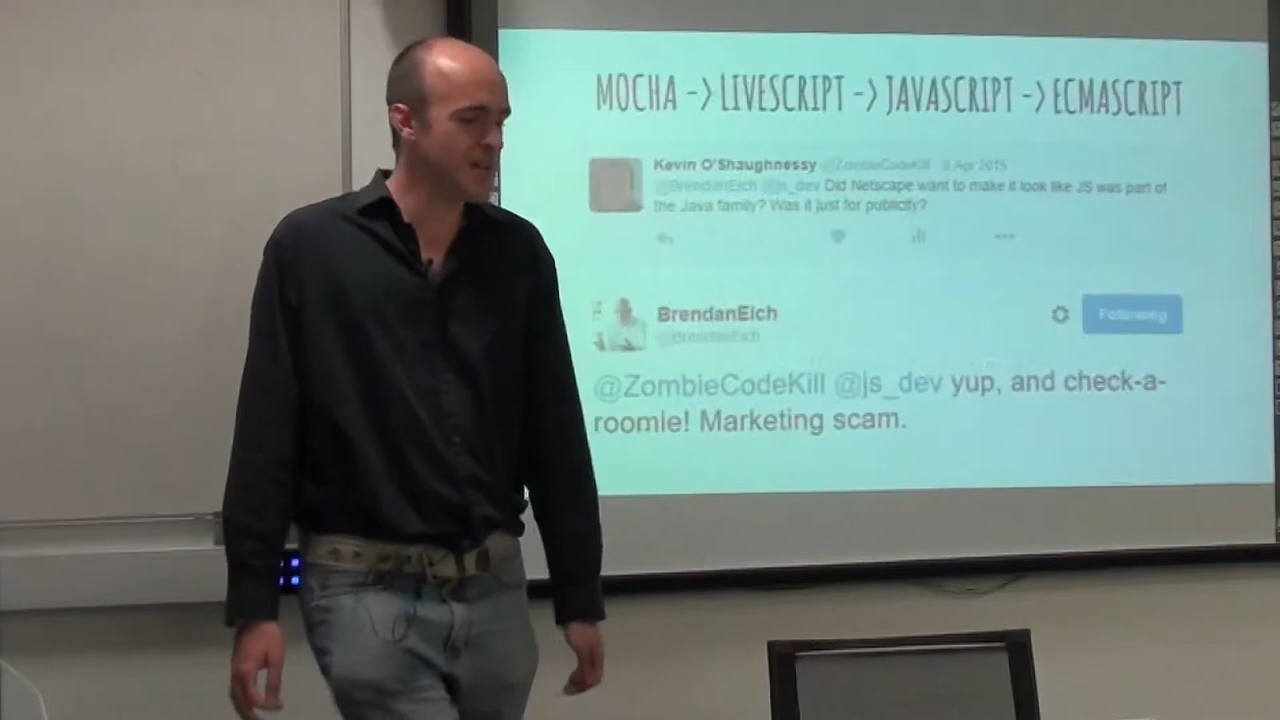 MOCHA -> LIVESCRIPT -> JAVASCRIPT -> ECMASCRIPT
Kevin O'Shaughnessy @ZombieCodeKill 9 Apr 2015
@BrendanEich @js_dev Did Netscape want to make it look like JS was part of
the Java family? Was it just for publicity?
BrendanEich
@BrendanEich
Following
@ZombieCodeKill @js_dev yup, and check-a-
roomie! Marketing scam.